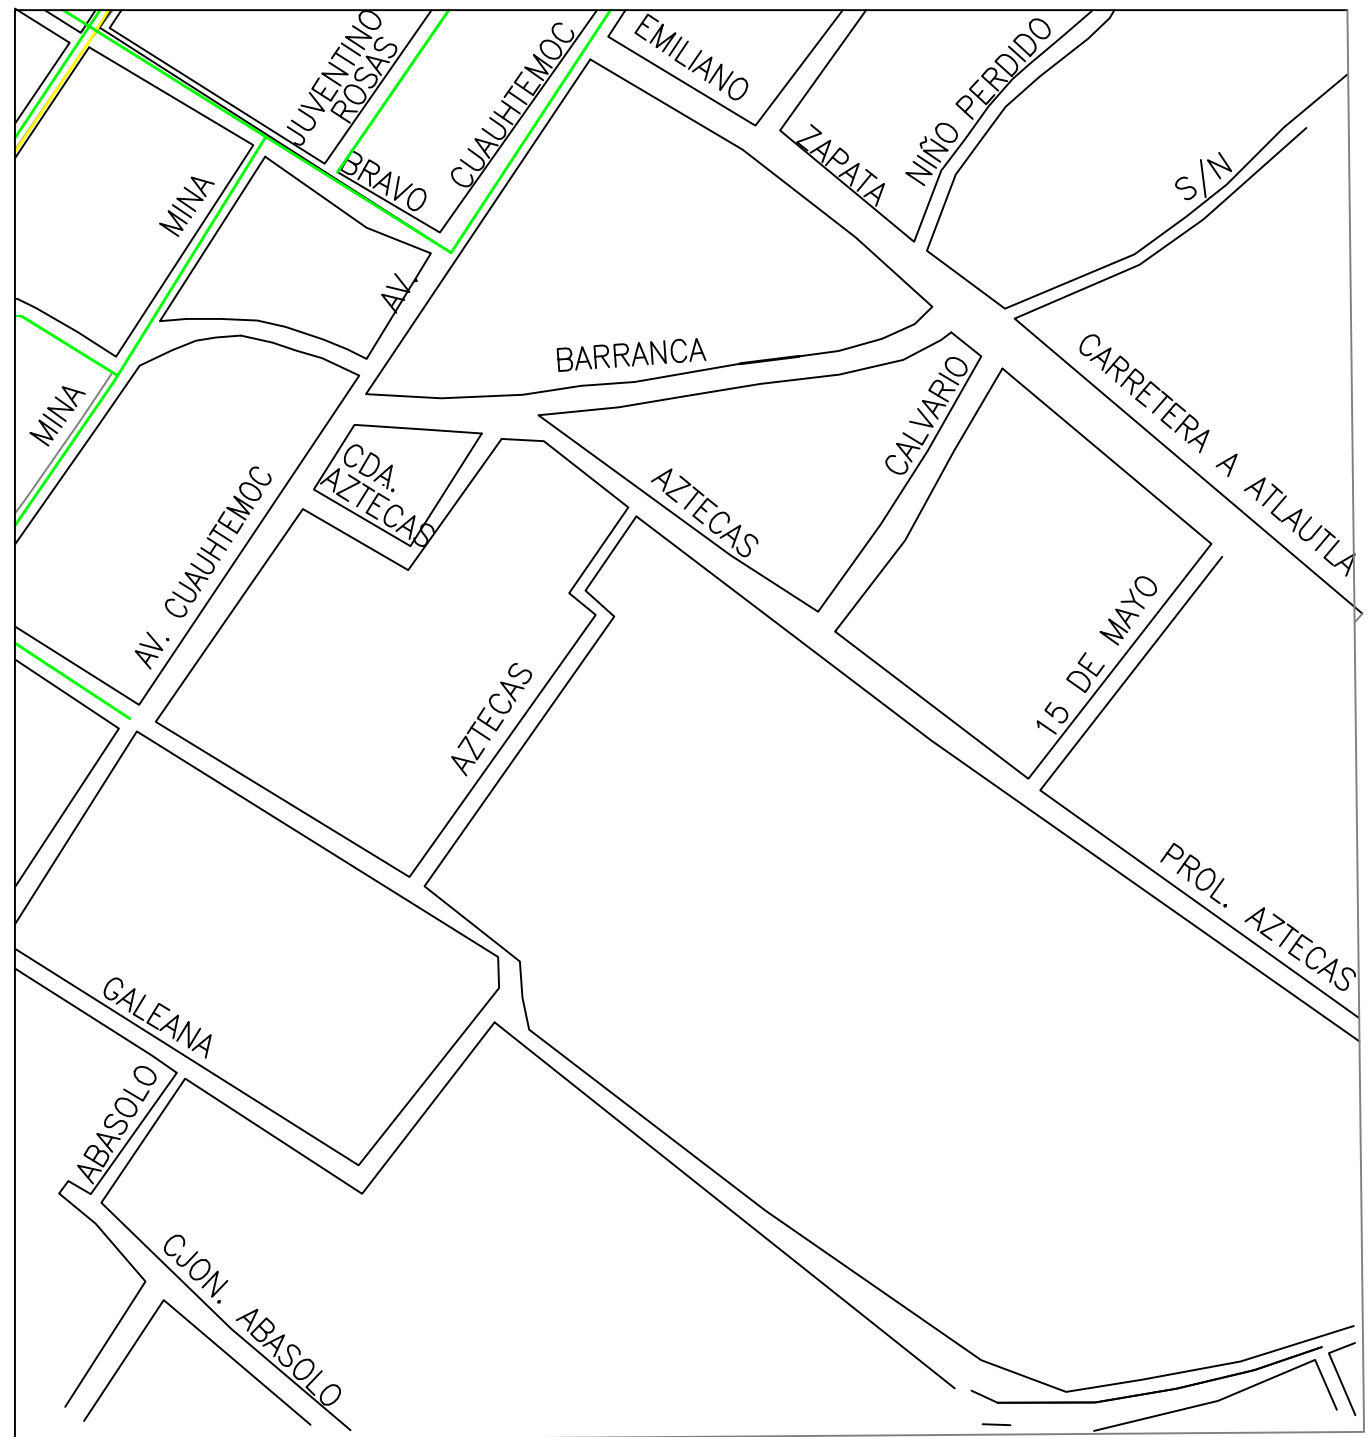 JUVENTINO
ROSAS
CUAUHTEMOC
EMILIANO
NIÑO PERDIDO
ZAPATA
S/N
BRAVO
MINA
AV.
BARRANCA
CARRETERA A ATLAUTLA
CALVARIO
MINA
CDA.
AZTECAS
AZTECAS
AV. CUAUHTEMOC
15 DE MAYO
AZTECAS
PROL. AZTECAS
GALEANA
ABASOLO
CJON. ABASOLO